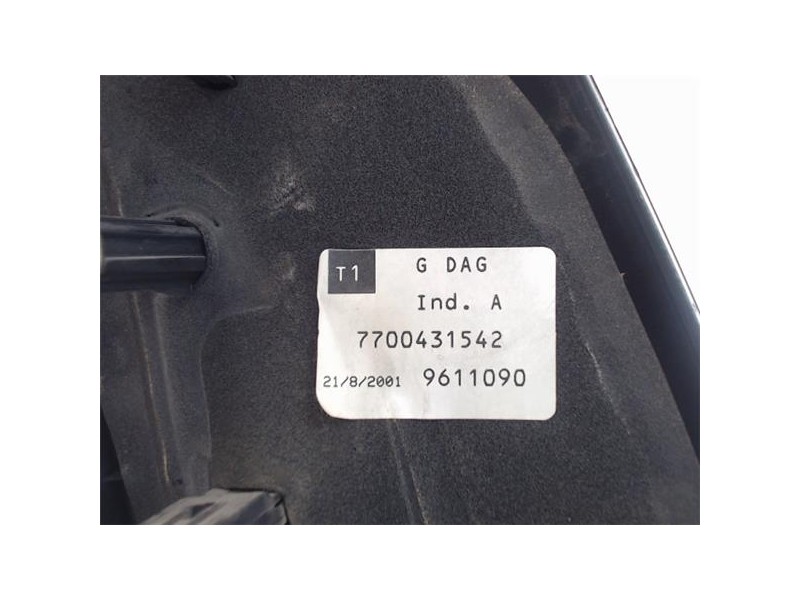 T1 G DAG
Ind. A
7700431542
21/8/2001 9611090